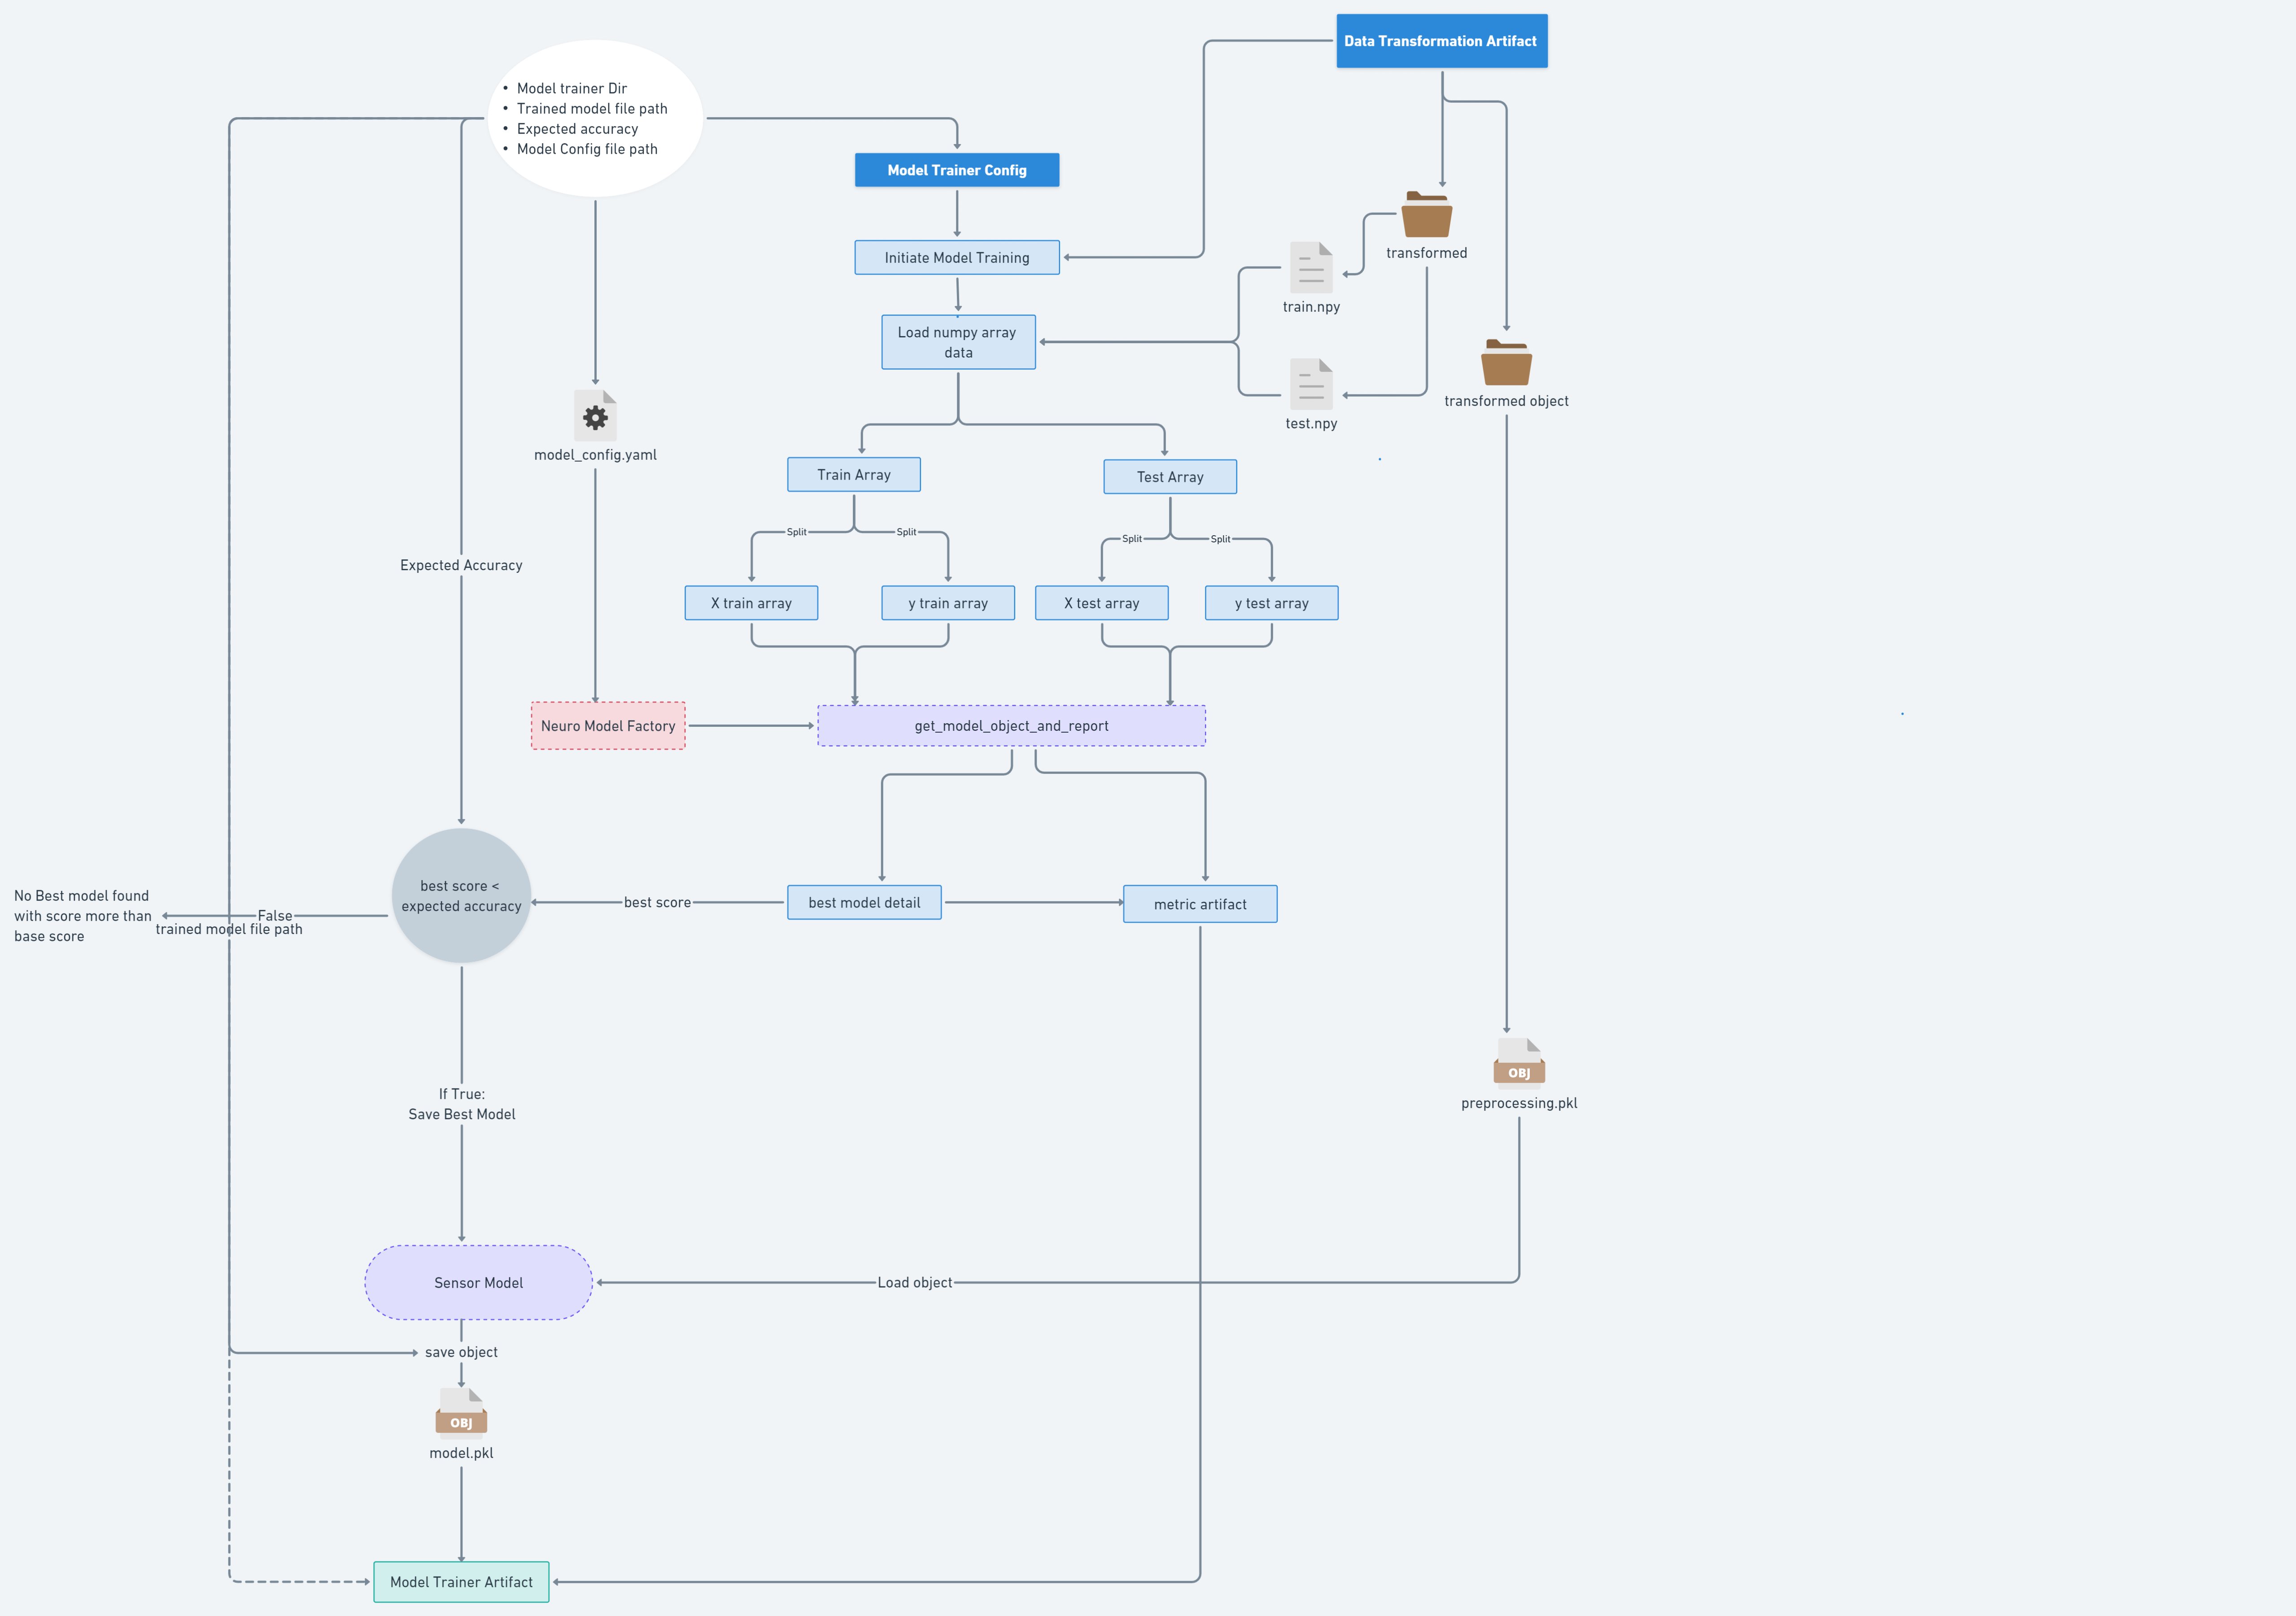 Data Transformation Artifact
• Model trainer Dir
• Trained model file path
• Expected accuracy
• Model Config file path
Model Trainer Config
Initiate Model Training
transformed
train.npy
Load numpy array
data
transformed object
test.npy
model_config.yaml
Train Array
Test Array
Split
Split
Split
Split
Expected Accuracy
X train array
y train array
X test array
y test array
Neuro Model Factory
get_model_object_and_report
best score <
expected accuracy
No Best model found
with score more than
base score
False
trained model file path
best score
best model detail
metric artifact
If True:
Save Best Model
OBJ
preprocessing.pkl
Sensor Model
Load object
save object
OBJ
model.pkl
Model Trainer Artifact